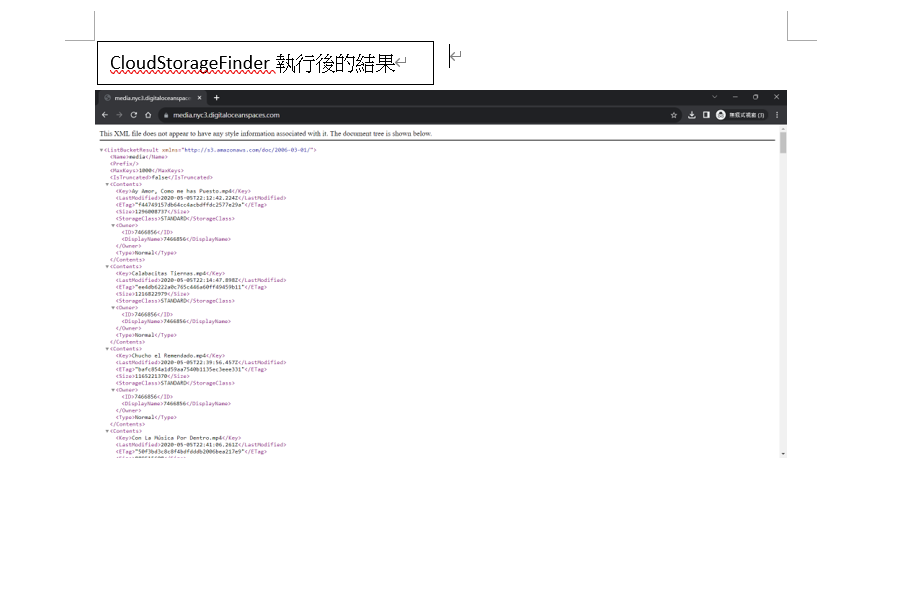 CloudStorageFinder 執行後的結果
media.nyc3.digitaloceanspaces
media.nyc3.digitaloceanspaces.com
無痕式視窗 (3)
This XML file does not appear to have any style information associated with it. The document tree is shown below.
<ListBucketResult xmlns="http://s3.amazonaws.com/doc/2006-03-01/">
<Name>media</Name>
<Prefix/>
<MaxKeys>1000</MaxKeys>
<IsTruncated>false</IsTruncated>
<Contents>
<Key>Ay Amor, Como me has Puesto.mp4</Key>
<LastModified>2020-05-05T22:12:42.224Z</LastModified>
<ETag>"f44749157db64cc4acbdffdc2577e29a"</ETag>
<Size>1296008737</Size>
<StorageClass>STANDARD</StorageClass>
<Owner>
<ID>7466856</ID>
<DisplayName>7466856</DisplayName>
</Owner>
<Type>Normal</Type>
</Contents>
<Contents>
<Key>Calabacitas Tiernas.mp4</Key>
<LastModified>2020-05-05T22:14:47.898Z</LastModified>
<ETag>"ee4db6222a0c765c446a60ff49859b11"</ETag>
<Size>1216822979</Size>
<StorageClass>STANDARD</StorageClass>
<Owner>
<ID>7466856</ID>
<DisplayName>7466856</DisplayName>
</Owner>
<Type>Normal</Type>
</Contents>
<Contents>
<Key>Chucho el Remendado.mp4</Key>
<LastModified>2020-05-05T22:39:56.457Z</LastModified>
<ETag>"bafc854a1d59aa7540b1135ec3eee331"</ETag>
<Size>1165221370</Size>
<StorageClass>STANDARD</StorageClass>
<Owner>
<ID>7466856</ID>
<DisplayName>7466856</DisplayName>
</Owner>
<Type>Normal</Type>
</Contents>
<Contents>
<Key>Con La Música Por Dentro.mp4</Key>
<LastModified>2020-05-05T22:41:06.261Z</LastModified>
<ETag>"50f3bd3c8c8f4bdfdddb2006bea217e9"</ETag>